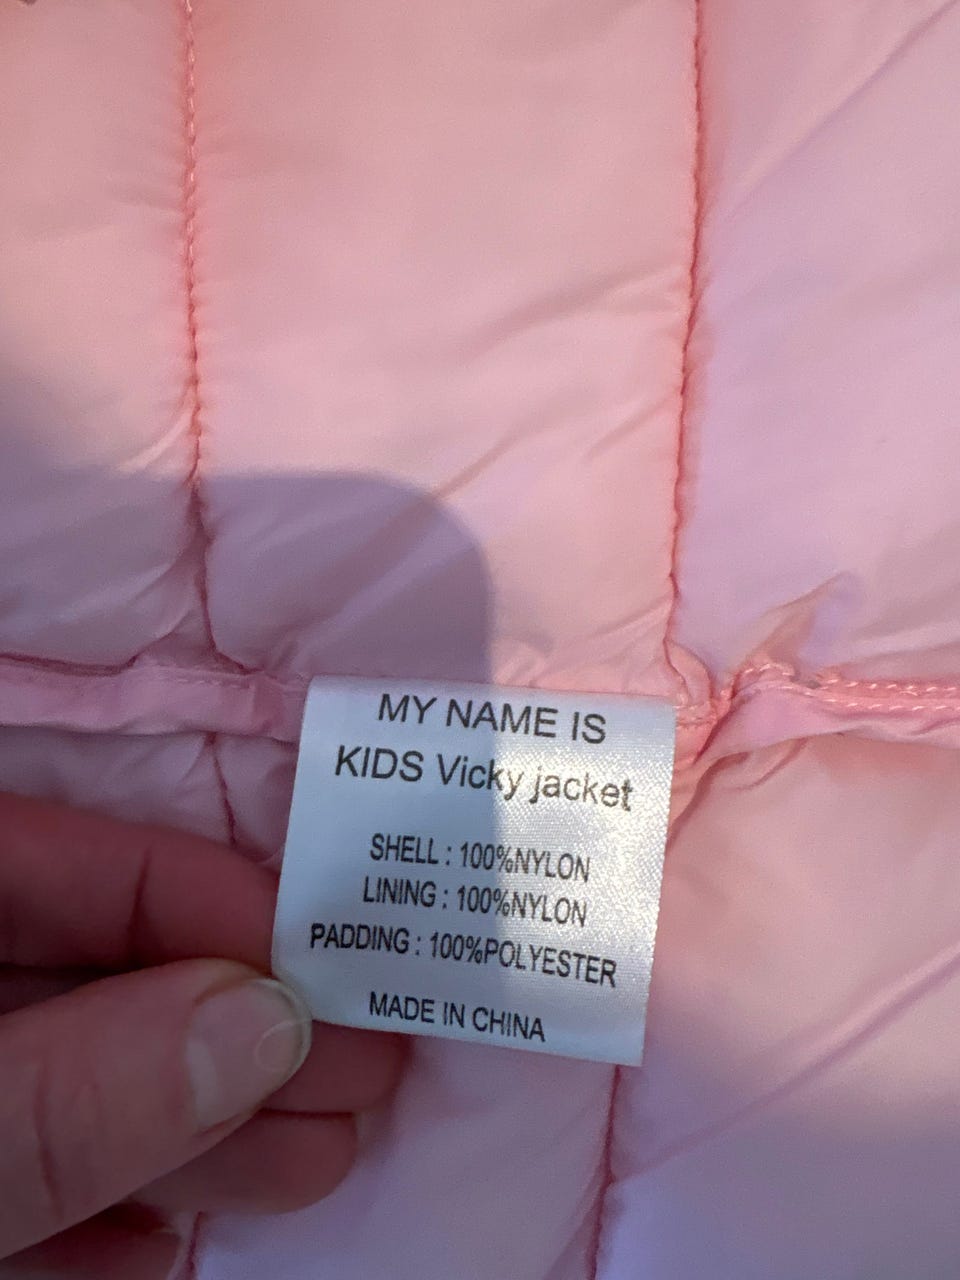 MY NAME IS
KIDS Vicky jacket
SHELL : 100%NYLON
LINING : 100%NYLON
PADDING : 100%POLYESTER
MADE IN CHINA